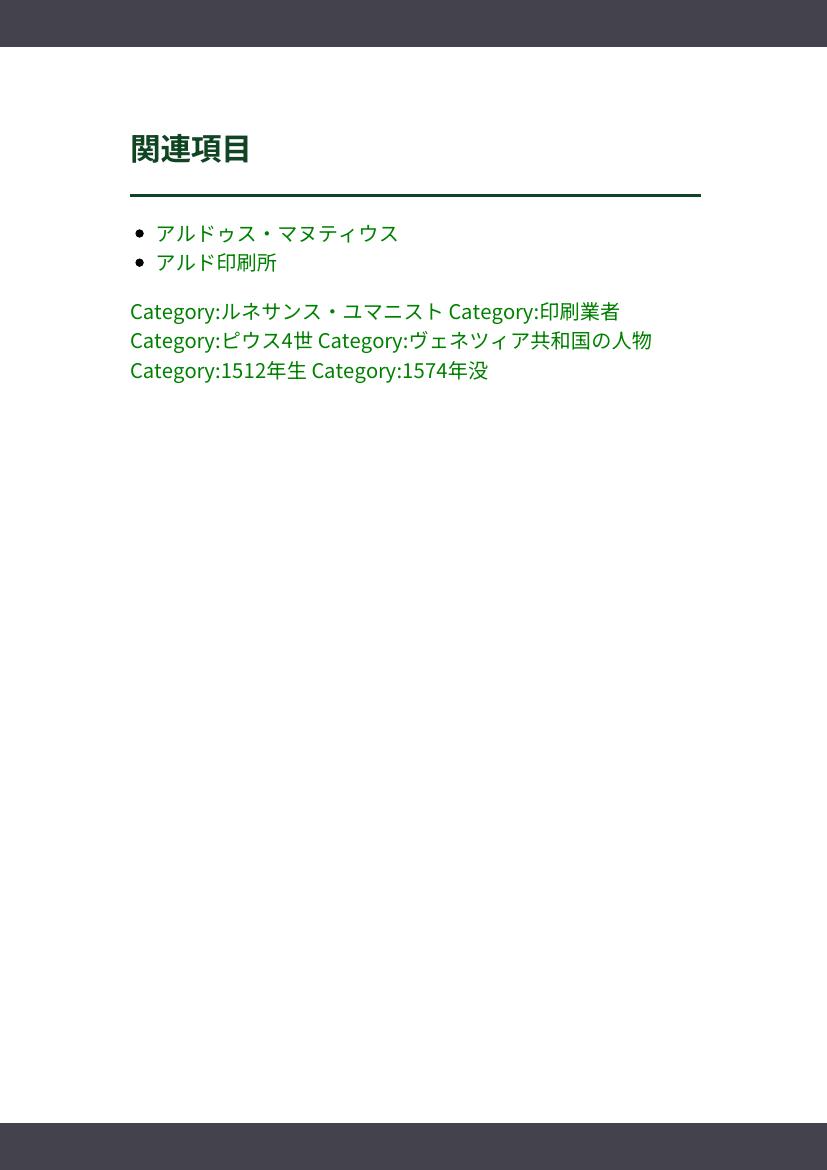 関連項目
アルドゥス・マヌティウス
アルド印刷所
Category:ルネサンス・ユマニスト Category:印刷業者
Category:ピウス4世 Category:ヴェネツィア共和国の人物
Category:1512年生 Category:1574年没